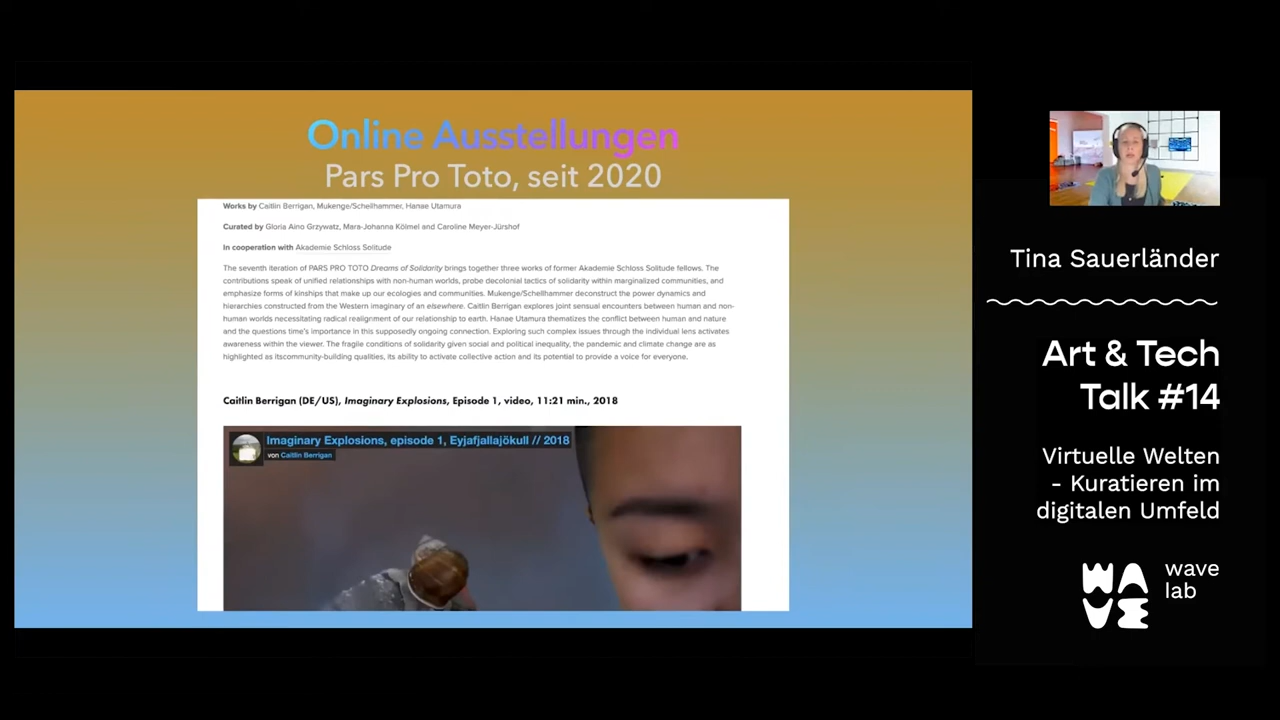 Online Ausstellungen
Pars Pro Toto, seit 2020
Works by Caitlin Berrigan, Mukenge/Schellhammer, Hanae Utamura
Curated by Gloria Aino Grzywatz, Mara-Johanna Kölmel and Caroline Meyer-Jürshof
In cooperation with Akademie Schloss Solitude
The seventh iteration of PARS PRO TOTO Dreams of Solidarity brings together three works of former Akademie Schloss Solitude fellows. The
contributions speak of unified relationships with non-human worlds, probe decolonial tactics of solidarity within marginalized communities, and
emphasize forms of kinships that make up our ecologies and communities. Mukenge/Schellhammer deconstruct the power dynamics and
hierarchies constructed from the Western imaginary of an elsewhere. Caitlin Berrigan explores joint sensual encounters between human and non-
human worlds necessitating radical realignment of our relationship to earth. Hanae Utamura thematizes the conflict between human and nature
and the questions time's importance in this supposedly ongoing connection. Exploring such complex issues through the individual lens activates
awareness within the viewer. The fragile conditions of solidarity given social and political inequality, the pandemic and climate change are as
highlighted as itscommunity-building qualities, its ability to activate collective action and its potential to provide a voice for everyone.
Caitlin Berrigan (DE/US), Imaginary Explosions, Episode 1, video, 11:21 min., 2018
Imaginary Explosions, episode 1, Eyjafjallajökull // 2018
von Caitlin Berrigan
Tina Sauerländer
Art & Tech
Talk #14
Virtuelle Welten
- Kuratieren im
digitalen Umfeld
WAVE
wave
lab